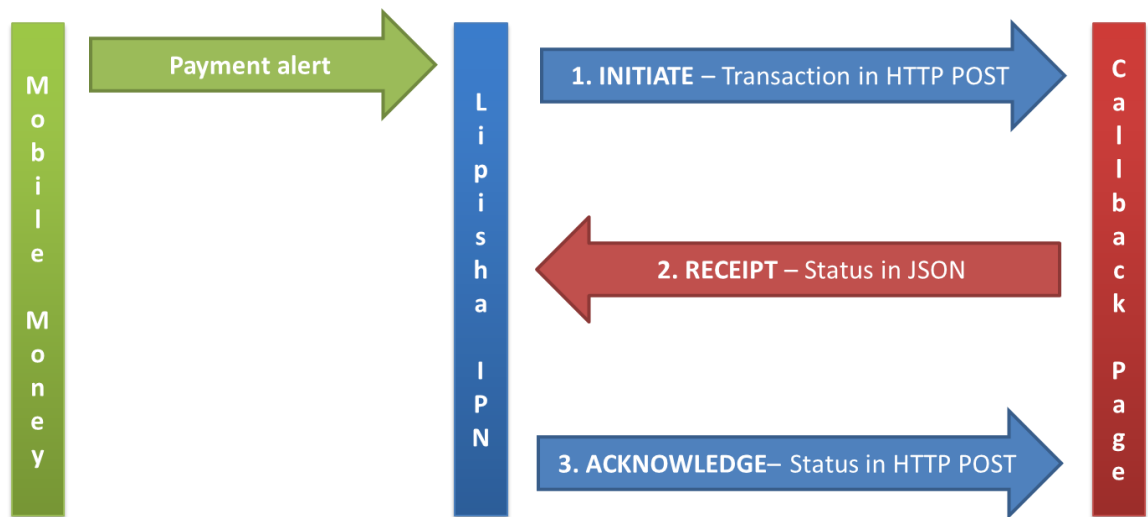 Mobile Money
Payment alert
Lipisha IPN
1. INITIATE – Transaction in HTTP POST
2. RECEIPT – Status in JSON
3. ACKNOWLEDGE– Status in HTTP POST
Callback Page